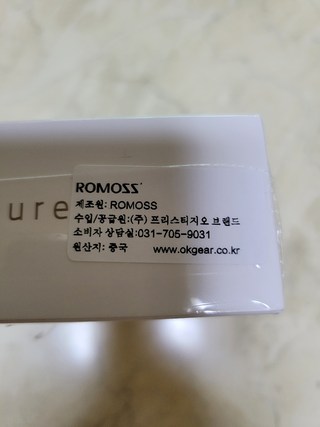 ROMOSS
제조원: ROMOSS
ure
수입/공급원:(주) 프리스티지오 브랜드
소비자 상담실:031-705-9031
원산지: 중국 www.okgear.co.kr